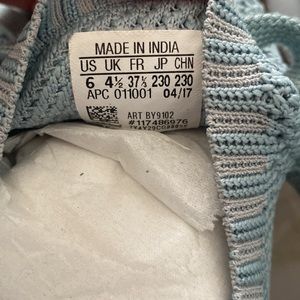 MADE IN INDIA
US UK FR JP CHN
6 4½ 37⅓ 230 230
APC 011001 04/17
ART BY9102
#117486976